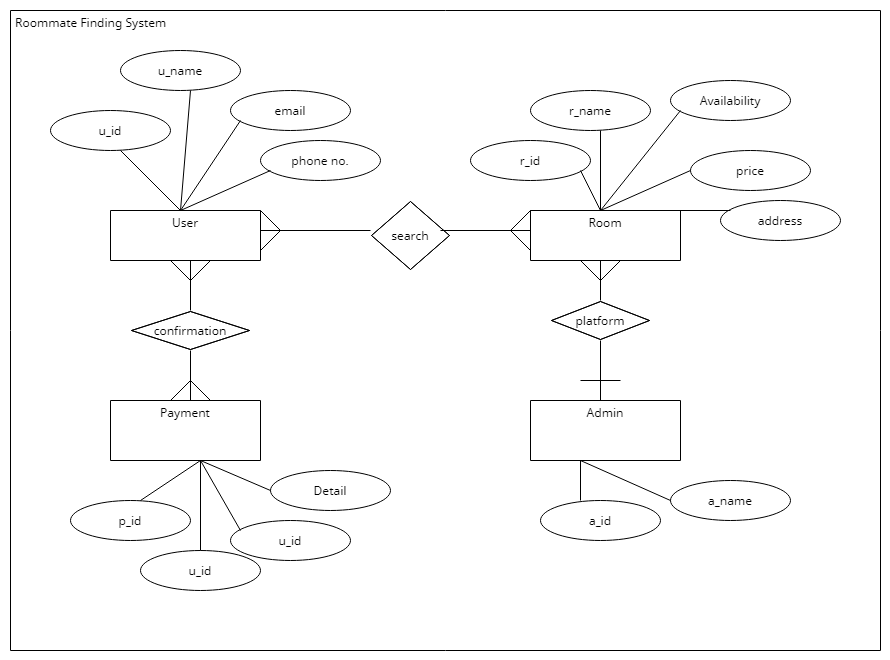 Roommate Finding System
u_name
email
u_id
phone no.
r_name
Availability
r_id
price
address
User
Room
search
confirmation
platform
Payment
Admin
Detail
p_id
u_id
u_id
a_name
a_id